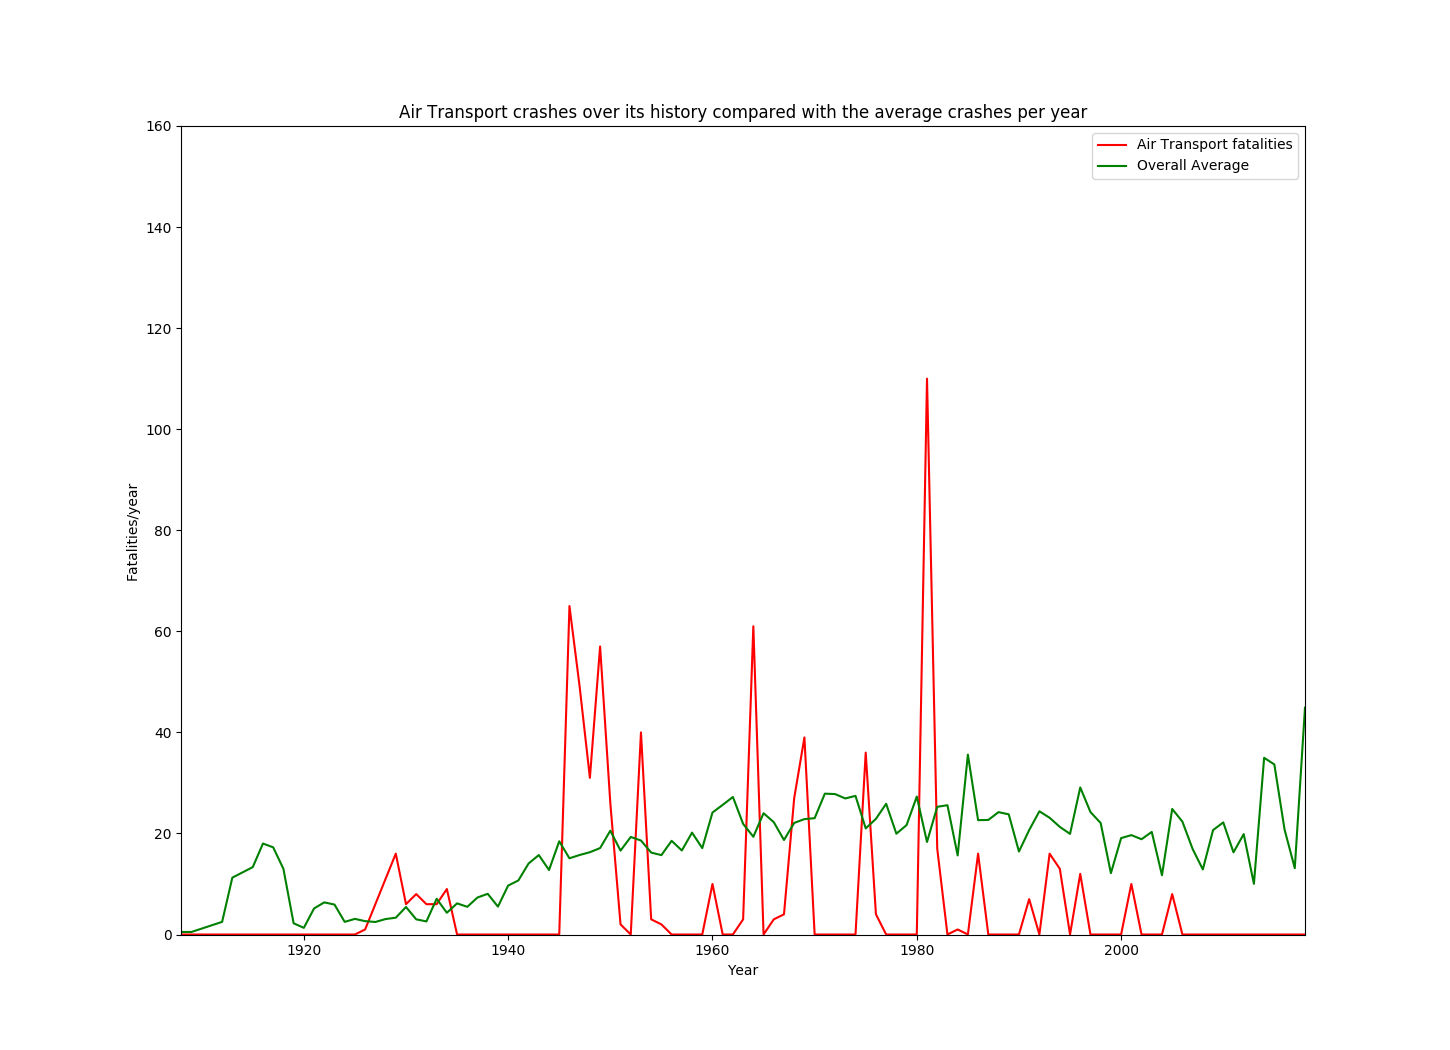 Air Transport crashes over its history compared with the average crashes per year
160
Air Transport fatalities
Overall Average
140
120
100
80
60
40
20
0
Fatalities/year
1920 1940 1960 1980 2000
Year